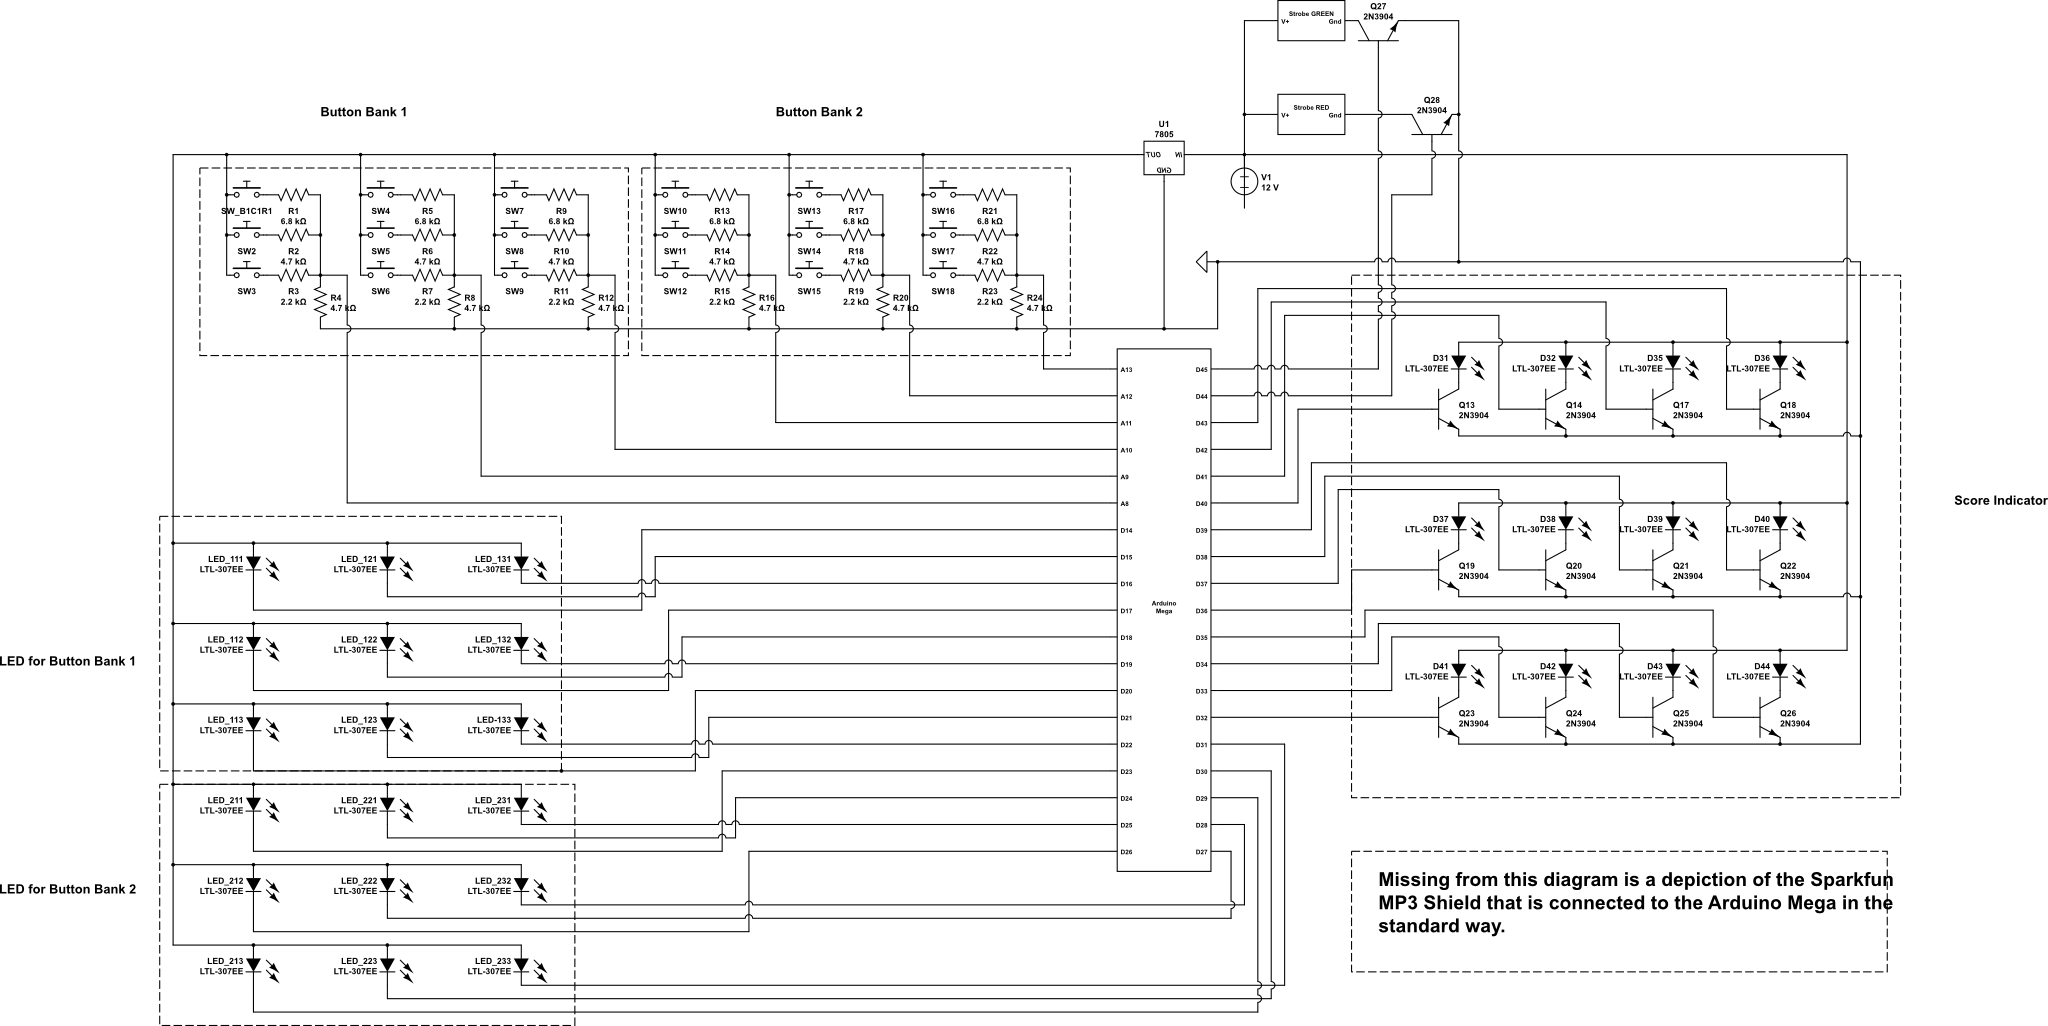 Q27
2N3904
Strobe GREEN
V+
Gnd
Q28
2N3904
Strobe RED
V+
Gnd
Button Bank 1
Button Bank 2
U1
7805
OUT
IN
GND
V1
12 V
SW_B1C1R1
R1
6.8 kΩ
SW4
R5
6.8 kΩ
SW7
R9
6.8 kΩ
SW10
R13
6.8 kΩ
SW13
R17
6.8 kΩ
SW16
R21
6.8 kΩ
SW2
R2
4.7 kΩ
SW5
R6
4.7 kΩ
SW8
R10
4.7 kΩ
SW11
R14
4.7 kΩ
SW14
R18
4.7 kΩ
SW17
R22
4.7 kΩ
SW3
R3
2.2 kΩ
SW6
R7
2.2 kΩ
SW9
R11
2.2 kΩ
SW12
R15
2.2 kΩ
SW15
R19
2.2 kΩ
SW18
R23
2.2 kΩ
R4
4.7 kΩ
R8
4.7 kΩ
R12
4.7 kΩ
R16
4.7 kΩ
R20
4.7 kΩ
R24
4.7 kΩ
A13
A12
A11
A10
A9
A8
D14
D15
D16
D17
D18
D19
D20
D21
D22
D23
D24
D25
D26
Arduino
Mega
D45
D44
D43
D42
D41
D40
D39
D38
D37
D36
D35
D34
D33
D32
D31
D30
D29
D28
D27
D31
LTL-307EE
D32
LTL-307EE
D35
LTL-307EE
D36
LTL-307EE
Q13
2N3904
Q14
2N3904
Q17
2N3904
Q18
2N3904
D37
LTL-307EE
D38
LTL-307EE
D39
LTL-307EE
D40
LTL-307EE
Q19
2N3904
Q20
2N3904
Q21
2N3904
Q22
2N3904
D41
LTL-307EE
D42
LTL-307EE
D43
LTL-307EE
D44
LTL-307EE
Q23
2N3904
Q24
2N3904
Q25
2N3904
Q26
2N3904
Score Indicator
LED for Button Bank 1
LED_111
LTL-307EE
LED_121
LTL-307EE
LED_131
LTL-307EE
LED_112
LTL-307EE
LED_122
LTL-307EE
LED_132
LTL-307EE
LED_113
LTL-307EE
LED_123
LTL-307EE
LED-133
LTL-307EE
LED for Button Bank 2
LED_211
LTL-307EE
LED_221
LTL-307EE
LED_231
LTL-307EE
LED_212
LTL-307EE
LED_222
LTL-307EE
LED_232
LTL-307EE
LED_213
LTL-307EE
LED_223
LTL-307EE
LED_233
LTL-307EE
Missing from this diagram is a depiction of the Sparkfun
MP3 Shield that is connected to the Arduino Mega in the
standard way.